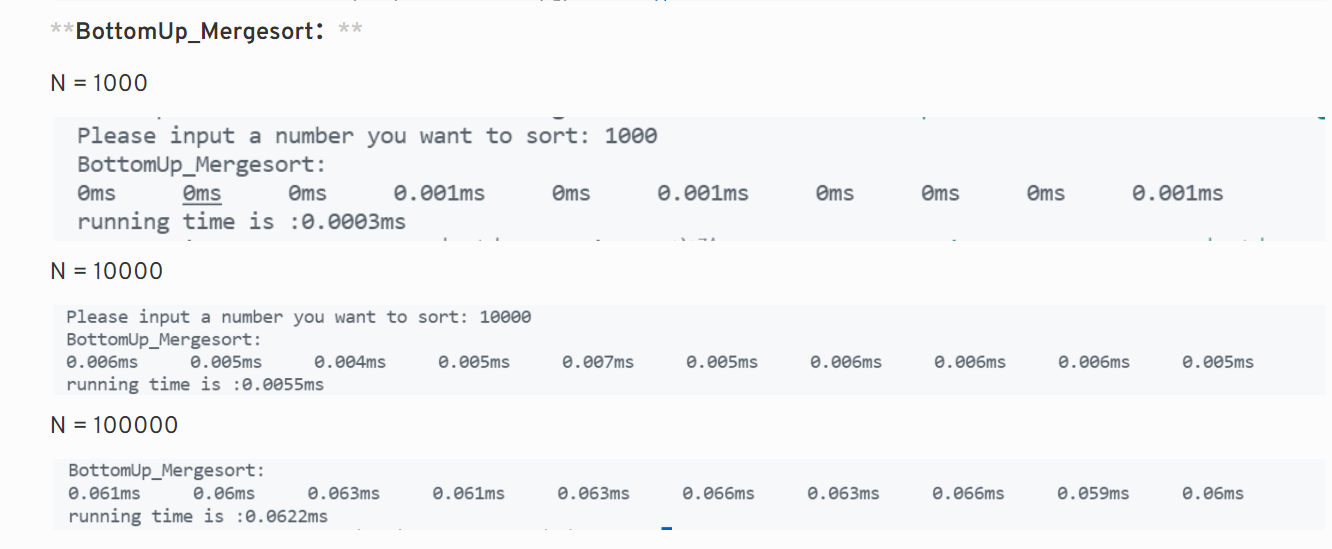 **BottomUp_Mergesort: **
N = 1000
Please input a number you want to sort: 1000
BottomUp_Mergesort:
0ms 0ms 0ms 0.001ms 0ms 0.001ms 0ms 0ms 0ms 0.001ms
running time is :0.0003ms
N = 10000
Please input a number you want to sort: 10000
BottomUp_Mergesort:
0.006ms 0.005ms 0.004ms 0.005ms 0.007ms 0.005ms 0.006ms 0.006ms 0.006ms 0.005ms
running time is :0.0055ms
N = 100000
BottomUp_Mergesort:
0.061ms 0.06ms 0.063ms 0.061ms 0.063ms 0.066ms 0.063ms 0.066ms 0.059ms 0.06ms
running time is :0.0622ms